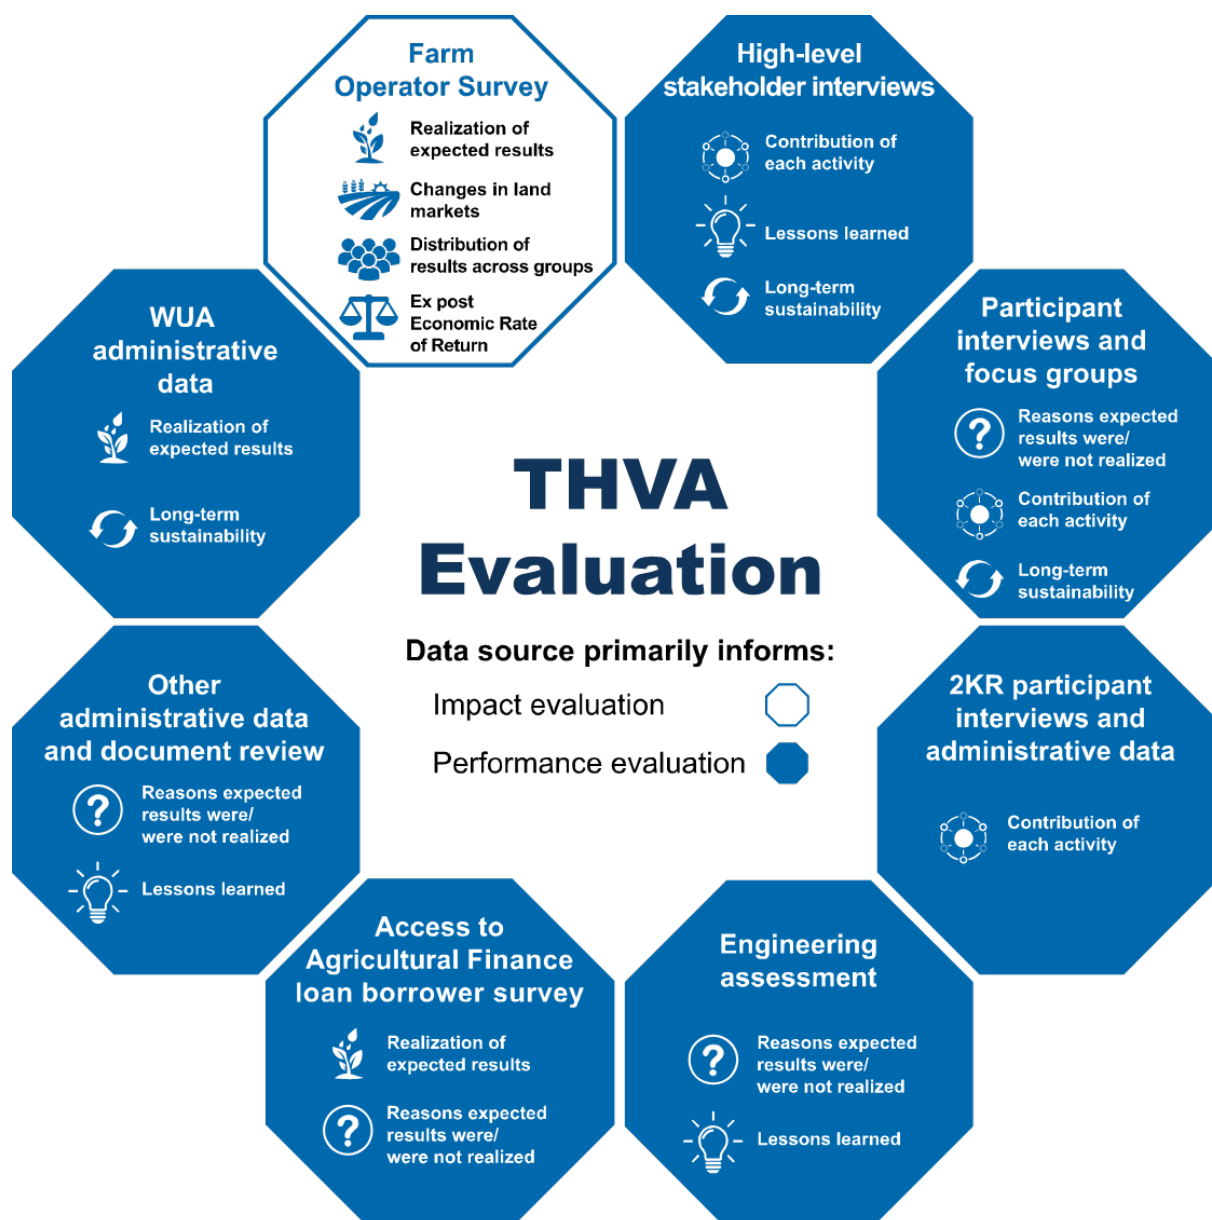 Farm
Operator Survey
Realization of
expected results
Changes in land
markets
Distribution of
results across groups
Ex post
Economic Rate
of Return
High-level
stakeholder interviews
Contribution of
each activity
Lessons learned
Long-term
sustainability
Participant
interviews and
focus groups
Reasons expected
results were/
were not realized
Contribution of
each activity
Long-term
sustainability
2KR participant
interviews and
administrative data
Contribution of
each activity
Engineering
assessment
Reasons expected
results were/
were not realized
Lessons learned
Access to
Agricultural Finance
loan borrower survey
Realization of
expected results
Reasons expected
results were/
were not realized
Other
administrative data
and document review
Reasons expected
results were/
were not realized
Lessons learned
WUA
administrative
data
Realization of
expected results
Long-term
sustainability
THVA
Evaluation
Data source primarily informs:
Impact evaluation
Performance evaluation